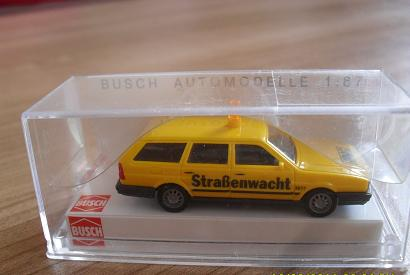 BUSCH AUTOMODELLE 1:87
Straßenwacht
BUSCH
BUSCH